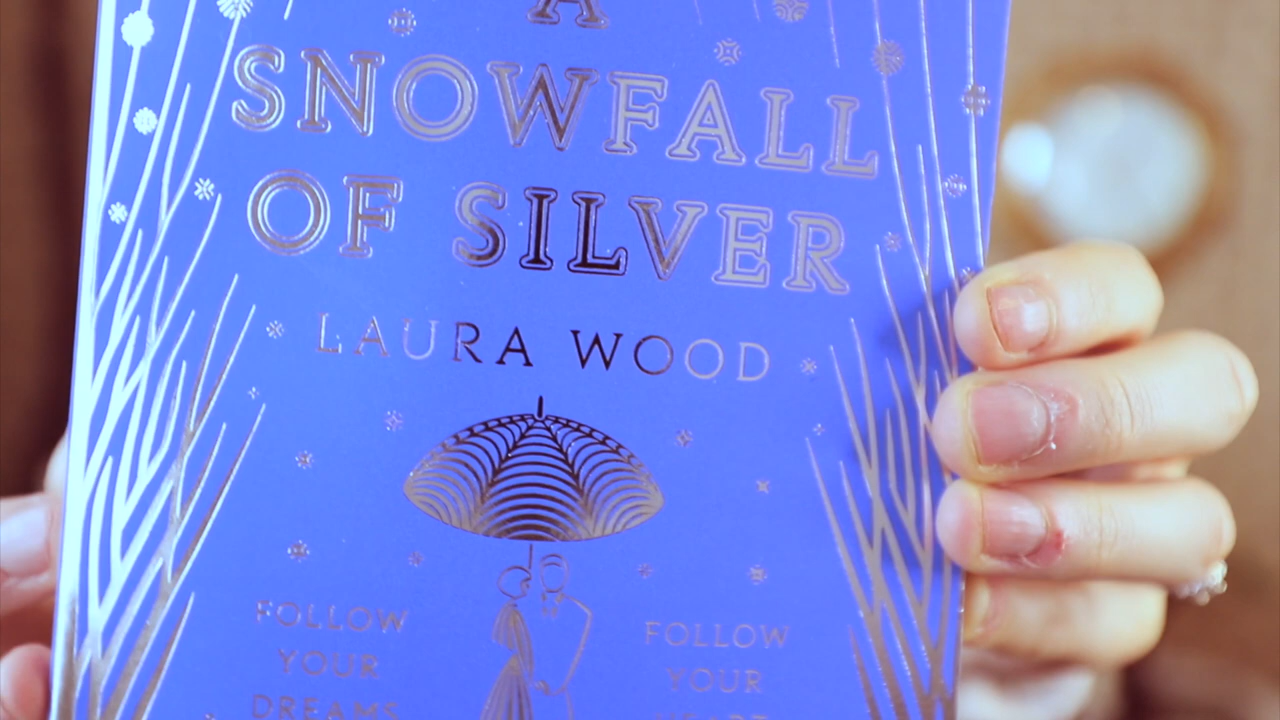 A
SNOWFALL
OF SILVER
LAURA WOOD
FOLLOW
YOUR
DREAMS
FOLLOW
YOUR